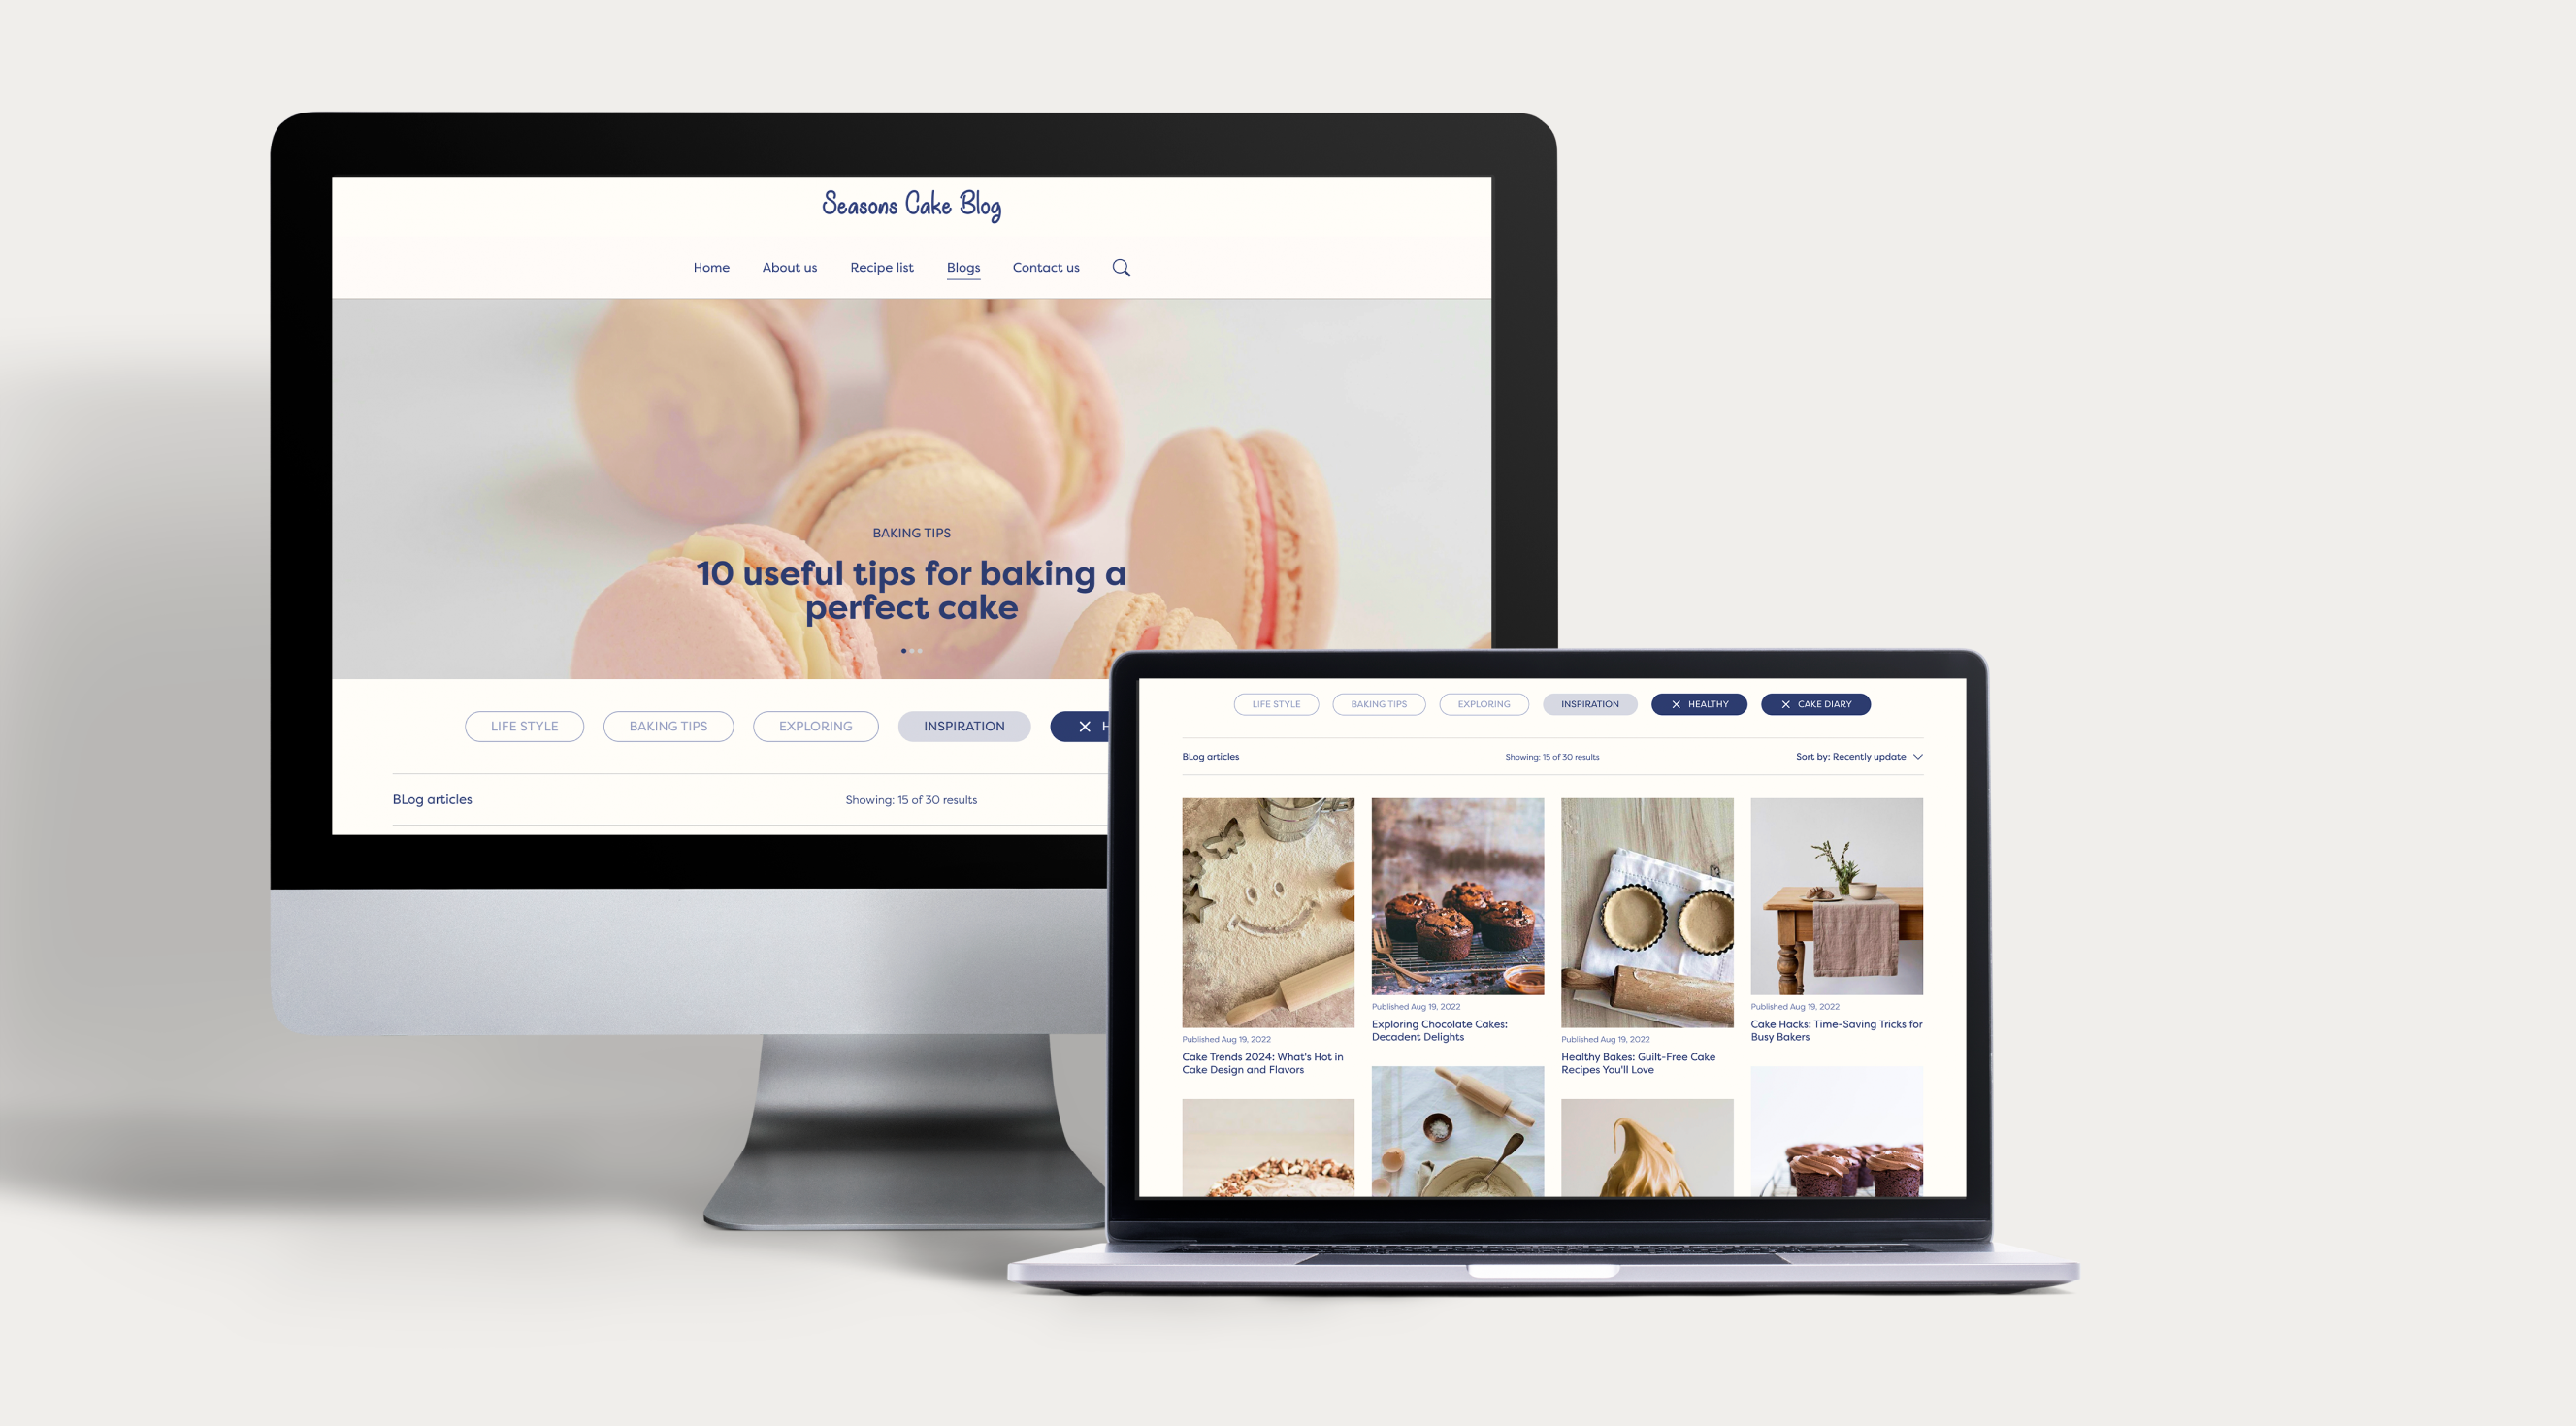 Seasons Cake Blog
Home About us Recipe list Blogs Contact us
BAKING TIPS
10 useful tips for baking a
perfect cake
LIFE STYLE BAKING TIPS EXPLORING INSPIRATION H
BLog articles Showing: 15 of 30 results
LIFE STYLE BAKING TIPS EXPLORING INSPIRATION HEALTHY CAKE DIARY
BLog articles Showing: 15 of 30 results Sort by: Recently update
Published Aug 19, 2022
Cake Trends 2024: What's Hot in
Cake Design and Flavors
Published Aug 19, 2022
Exploring Chocolate Cakes:
Decadent Delights
Published Aug 19, 2022
Healthy Bakes: Guilt-Free Cake
Recipes You'll Love
Published Aug 19, 2022
Cake Hacks: Time-Saving Tricks for
Busy Bakers